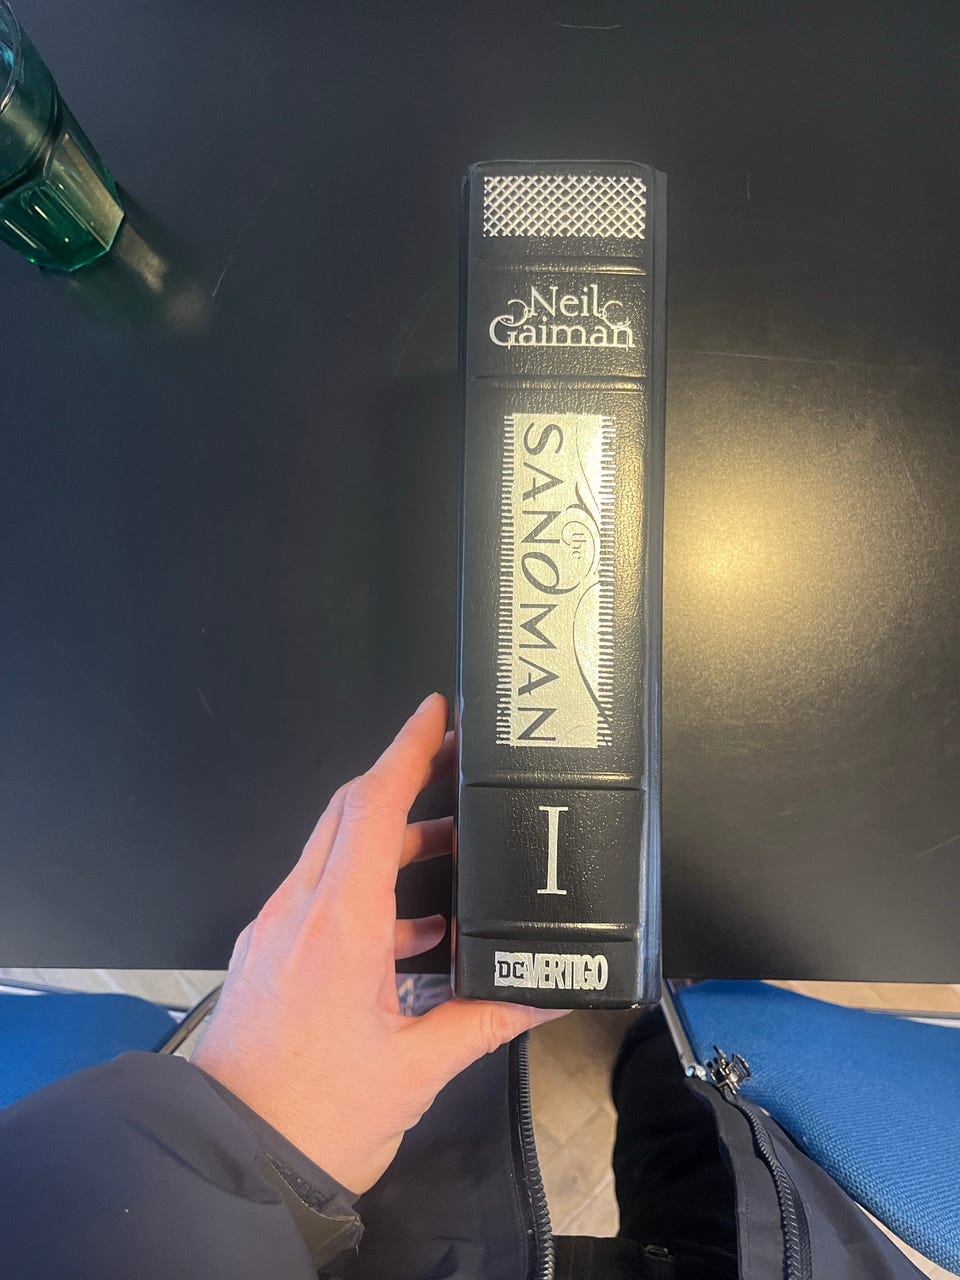 Neil
Gaiman
the
SANDMAN
I
DC VERTIGO